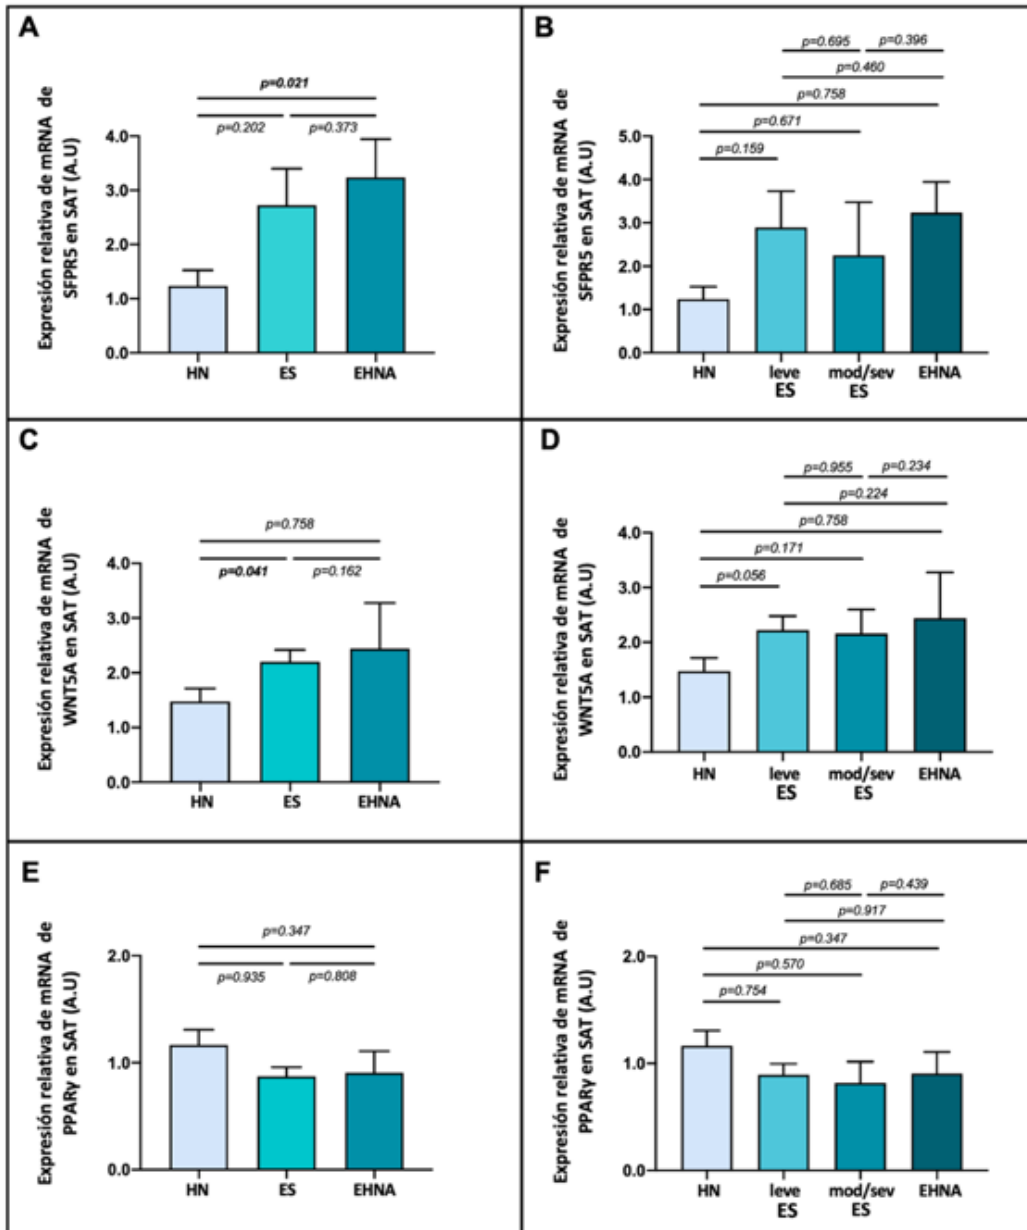 A
Expresión relativa de mRNA de
SFPR5 en SAT (A.U)
p=0.021
p=0.202
p=0.373
4.0
3.0
2.0
1.0
0.0
HN
ES
EHNA
B
Expresión relativa de mRNA de
SFPR5 en SAT (A.U)
p=0.695
p=0.396
p=0.460
p=0.758
p=0.671
p=0.159
5.0
4.0
3.0
2.0
1.0
0.0
HN
leve
mod/sev
EHNA
ES
ES
C
Expresión relativa de mRNA de
WNT5A en SAT (A.U)
p=0.758
p=0.041
p=0.162
4.0
3.0
2.0
1.0
0.0
HN
ES
EHNA
D
Expresión relativa de mRNA de
WNT5A en SAT (A.U)
p=0.955
p=0.234
p=0.224
p=0.758
p=0.171
p=0.056
4.0
3.0
2.0
1.0
0.0
HN
leve
mod/sev
EHNA
ES
ES
E
Expresión relativa de mRNA de
PPARγ en SAT (A.U)
p=0.347
p=0.935
p=0.808
2.0
1.0
0.0
HN
ES
EHNA
F
Expresión relativa de mRNA de
PPARγ en SAT (A.U)
p=0.685
p=0.439
p=0.917
p=0.347
p=0.570
p=0.754
2.0
1.0
0.0
HN
leve
mod/sev
EHNA
ES
ES